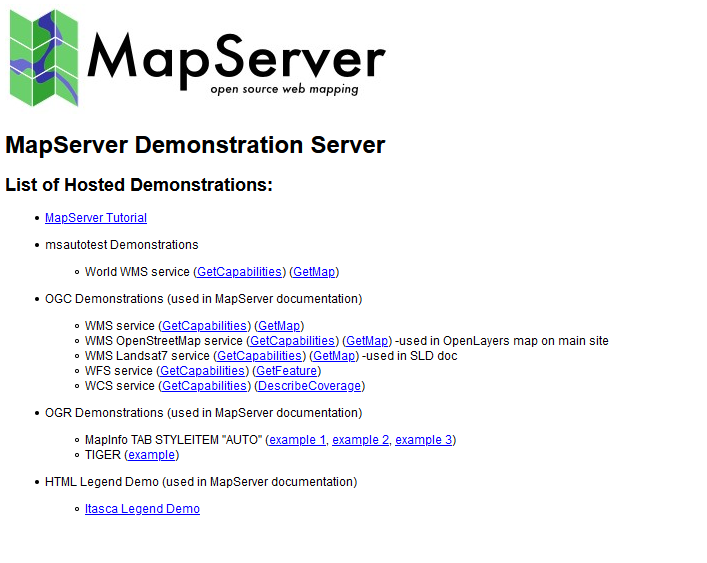 MapServer
open source web mapping
MapServer Demonstration Server
List of Hosted Demonstrations:
MapServer Tutorial
msautotest Demonstrations
World WMS service (GetCapabilities) (GetMap)
OGC Demonstrations (used in MapServer documentation)
WMS service (GetCapabilities) (GetMap)
WMS OpenStreetMap service (GetCapabilities) (GetMap) -used in OpenLayers map on main site
WMS Landsat7 service (GetCapabilities) (GetMap) -used in SLD doc
WFS service (GetCapabilities) (GetFeature)
WCS service (GetCapabilities) (DescribeCoverage)
OGR Demonstrations (used in MapServer documentation)
MapInfo TAB STYLEITEM "AUTO" (example 1, example 2, example 3)
TIGER (example)
HTML Legend Demo (used in MapServer documentation)
Itasca Legend Demo